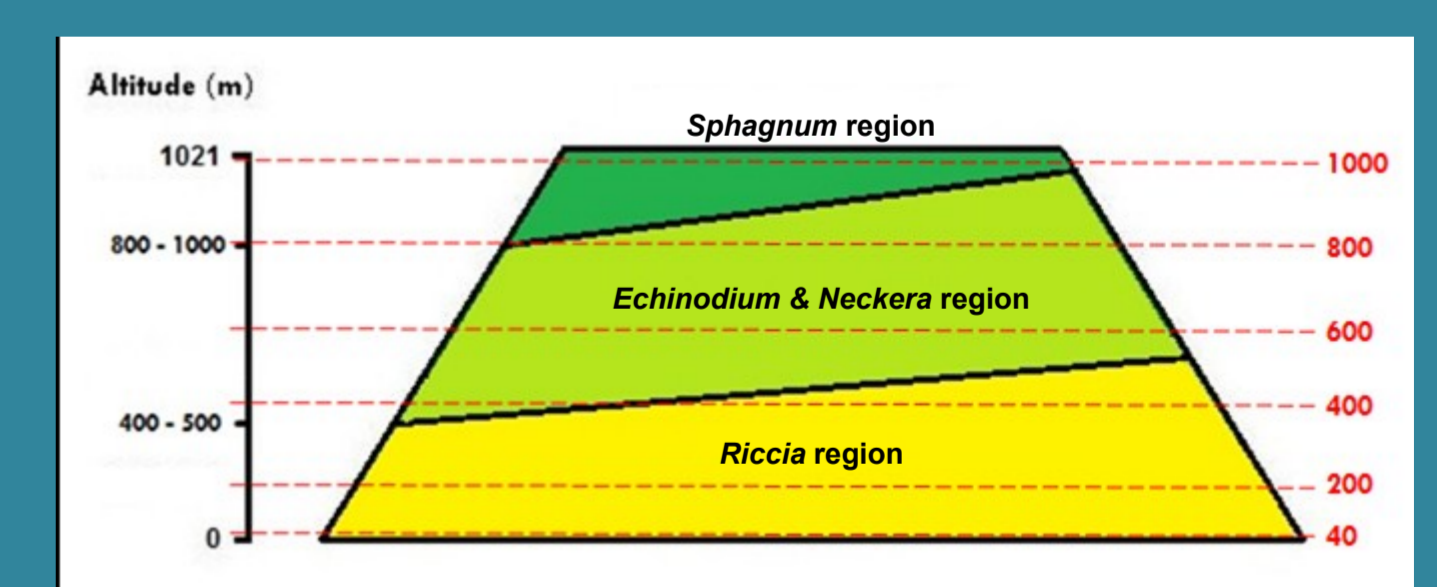 Altitude (m)
Sphagnum region
1021
1000
800 - 1000
800
Echinodium & Neckera region
600
400 - 500
400
Riccia region
200
0
40